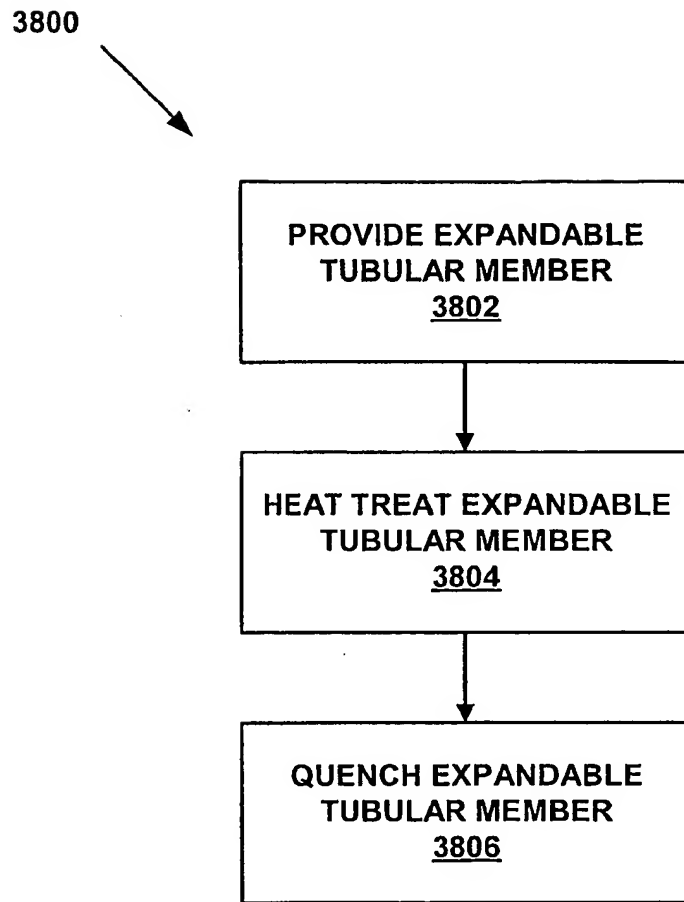 3800
PROVIDE EXPANDABLE
TUBULAR MEMBER
3802
HEAT TREAT EXPANDABLE
TUBULAR MEMBER
3804
QUENCH EXPANDABLE
TUBULAR MEMBER
3806